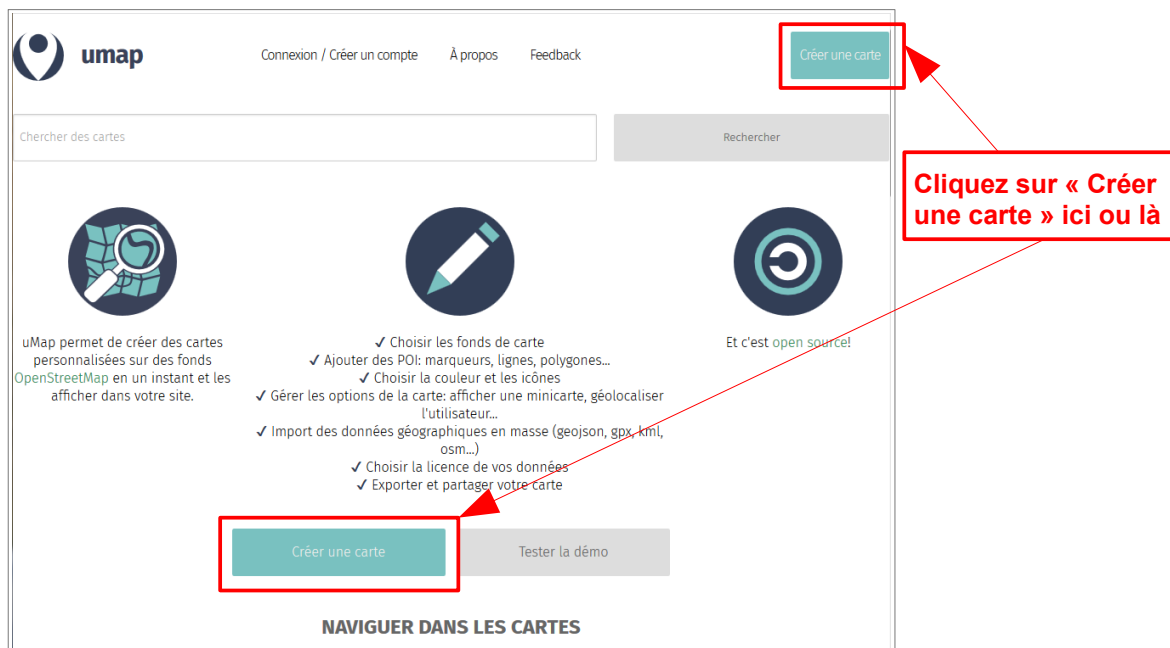 umap
Connexion / Créer un compte
À propos
Feedback
Créer une carte
Chercher des cartes
Rechercher
Cliquez sur « Créer
une carte » ici ou là
uMap permet de créer des cartes
personnalisées sur des fonds
OpenStreetMap en un instant et les
afficher dans votre site.
✓ Choisir les fonds de carte
✓ Ajouter des POI: marqueurs, lignes, polygones...
✓ Choisir la couleur et les icônes
✓ Gérer les options de la carte: afficher une minicarte, géolocaliser
l'utilisateur...
✓ Import des données géographiques en masse (geojson, gpx, kml,
osm...)
✓ Choisir la licence de vos données
✓ Exporter et partager votre carte
Et c'est open source!
Créer une carte
Tester la démo
NAVIGUER DANS LES CARTES